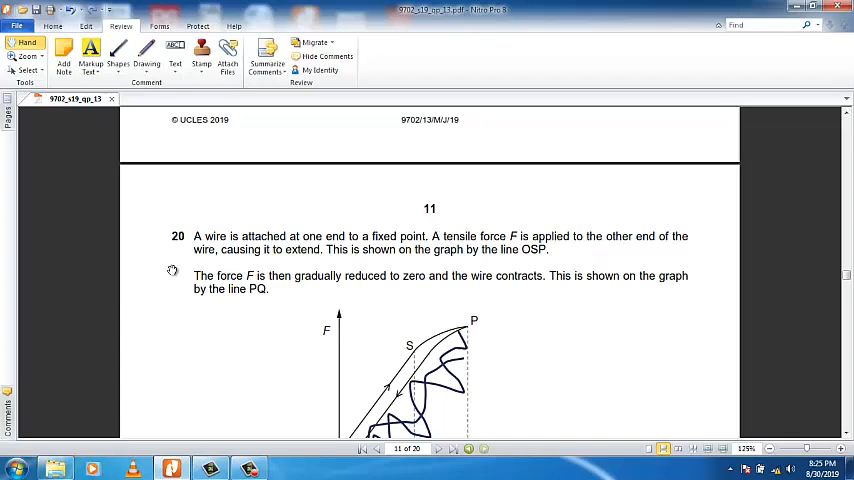 9702_s19_qp_13.pdf - Nitro Pro 8
File Home Edit Review Forms Protect Help
Find
Hand
Zoom
Select
Tools
Add Note
Markup Text
Shapes
Drawing
Text
Stamp
Attach Files
Comment
Summarize Comments
Migrate
Hide Comments
My Identity
Review
9702_s19_qp_13
Pages
© UCLES 2019 9702/13/M/J/19
11
20 A wire is attached at one end to a fixed point. A tensile force F is applied to the other end of the
wire, causing it to extend. This is shown on the graph by the line OSP.
The force F is then gradually reduced to zero and the wire contracts. This is shown on the graph
by the line PQ.
F
P
S
Comments
11 of 20
125%
8:25 PM
8/30/2019